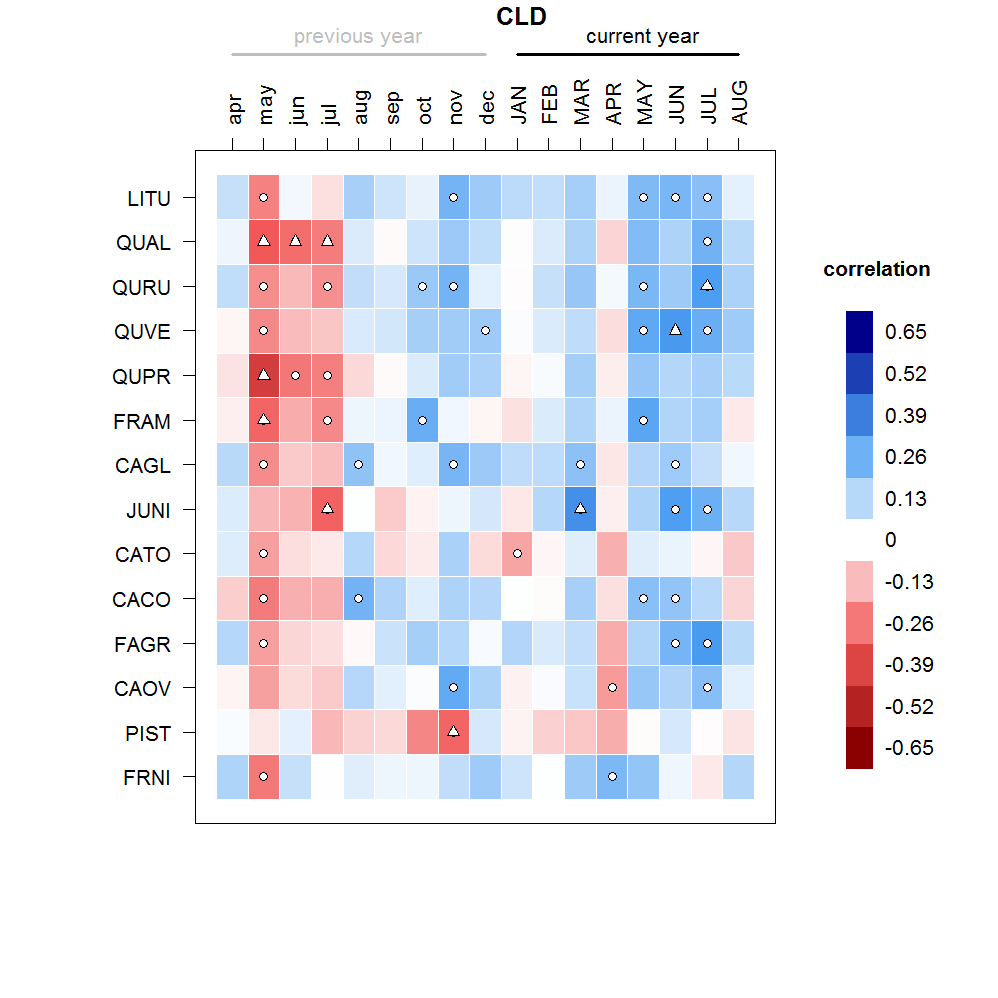 CLD
previous year current year
apr may jun jul aug sep oct nov dec JAN FEB MAR APR MAY JUN JUL AUG
LITU
QUAL
QURU
QUVE
QUPR
FRAM
CAGL
JUNI
CATO
CACO
FAGR
CAOV
PIST
FRNI
correlation
0.65
0.52
0.39
0.26
0.13
0
-0.13
-0.26
-0.39
-0.52
-0.65